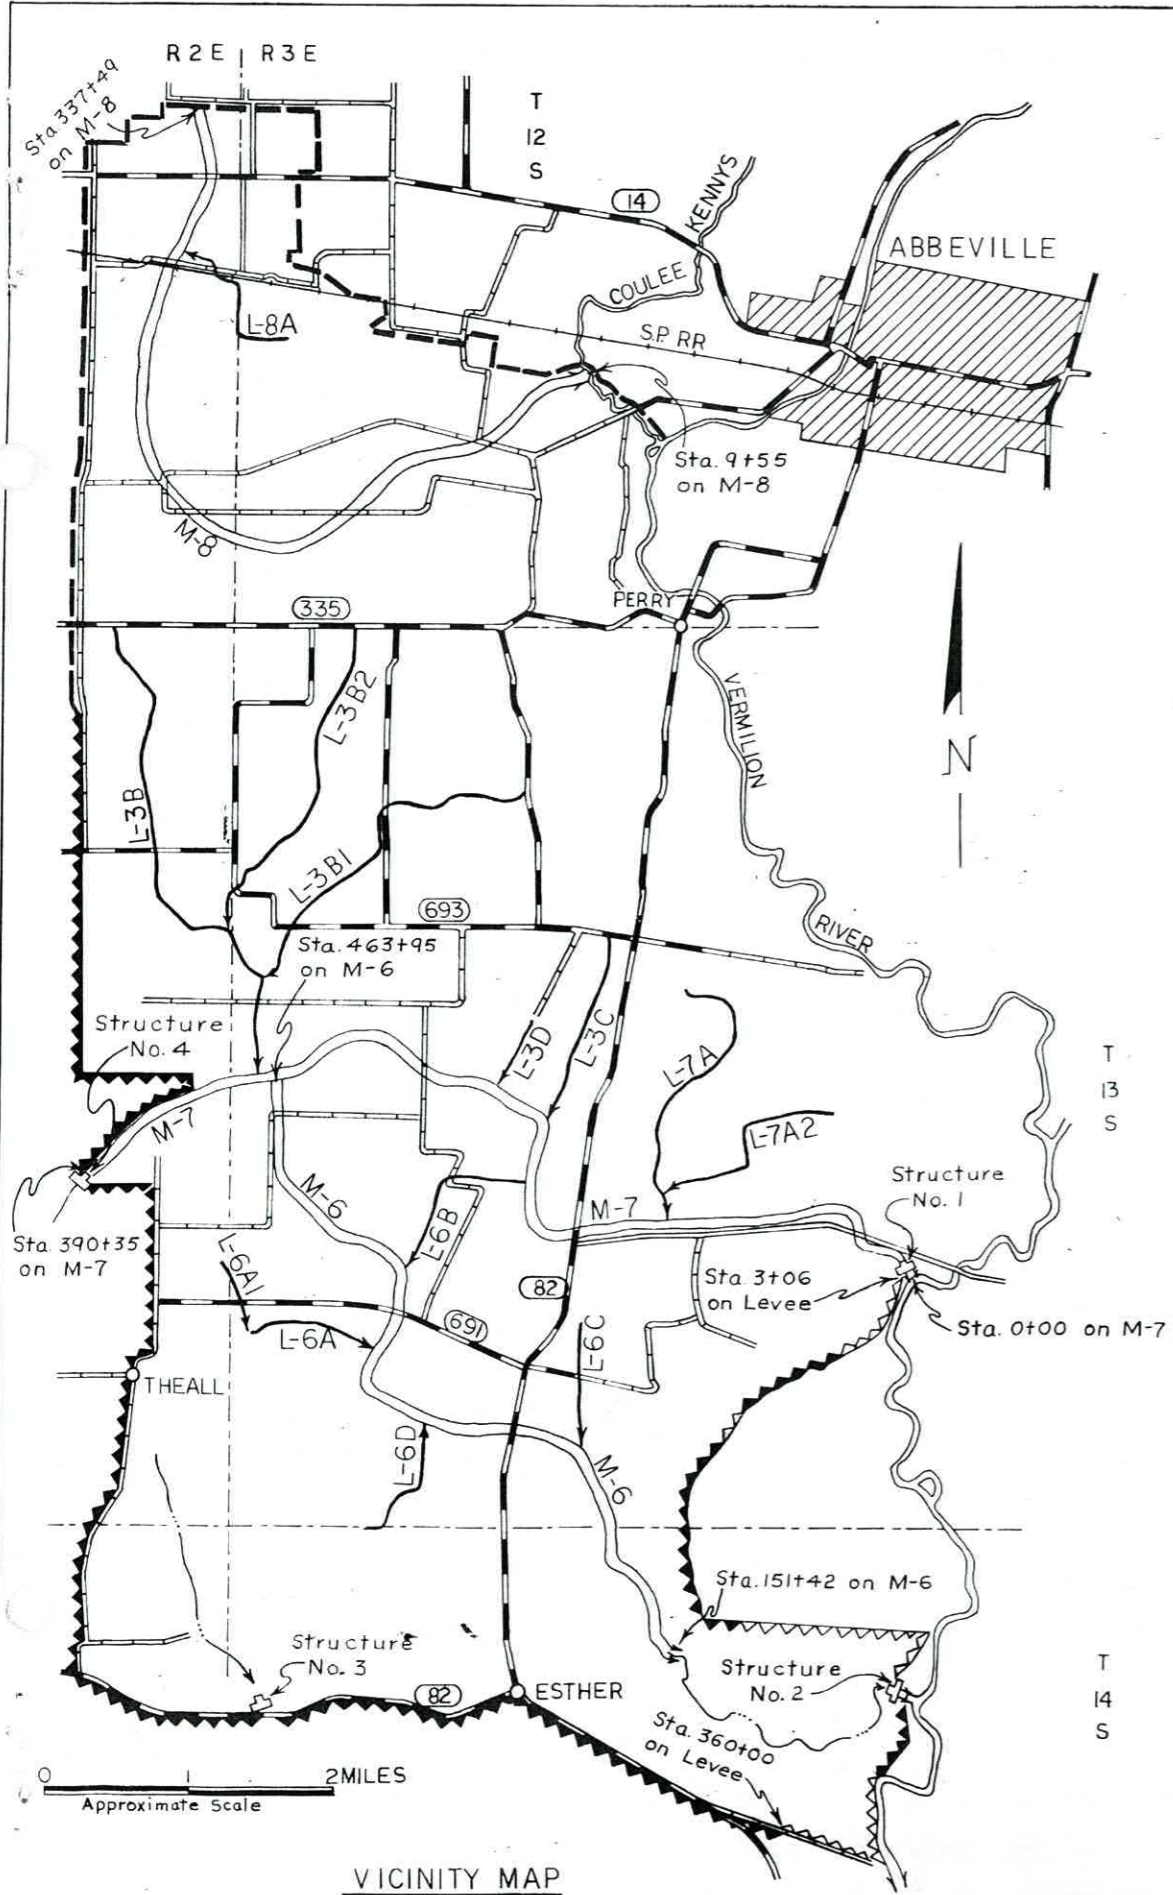 R2E R3E
Sta. 337+49
on M-8
T
12
S
14
KENNYS
COULEE
ABBEVILLE
S.P. RR
L-8A
Sta. 9+55
on M-8
M-8
335
PERRY
VERMILION
RIVER
N
L-3B
L-3B2
L-3B1
693
Sta. 463+95
on M-6
Structure
No. 4
L-3D
L-3C
L-7A
T
13
S
M-7
L-7A2
Structure
No. 1
M-6
L-6B
M-7
Sta. 390+35
on M-7
L-6A1
82
Sta 3+06
on Levee
L-6A
691
L-6C
Sta. 0+00 on M-7
THEALL
L-6D
M-6
Sta. 151+42 on M-6
Structure
No. 3
Structure
No. 2
T
14
S
82
ESTHER
Sta. 360+00
on Levee
0 1 2 MILES
Approximate Scale
VICINITY MAP